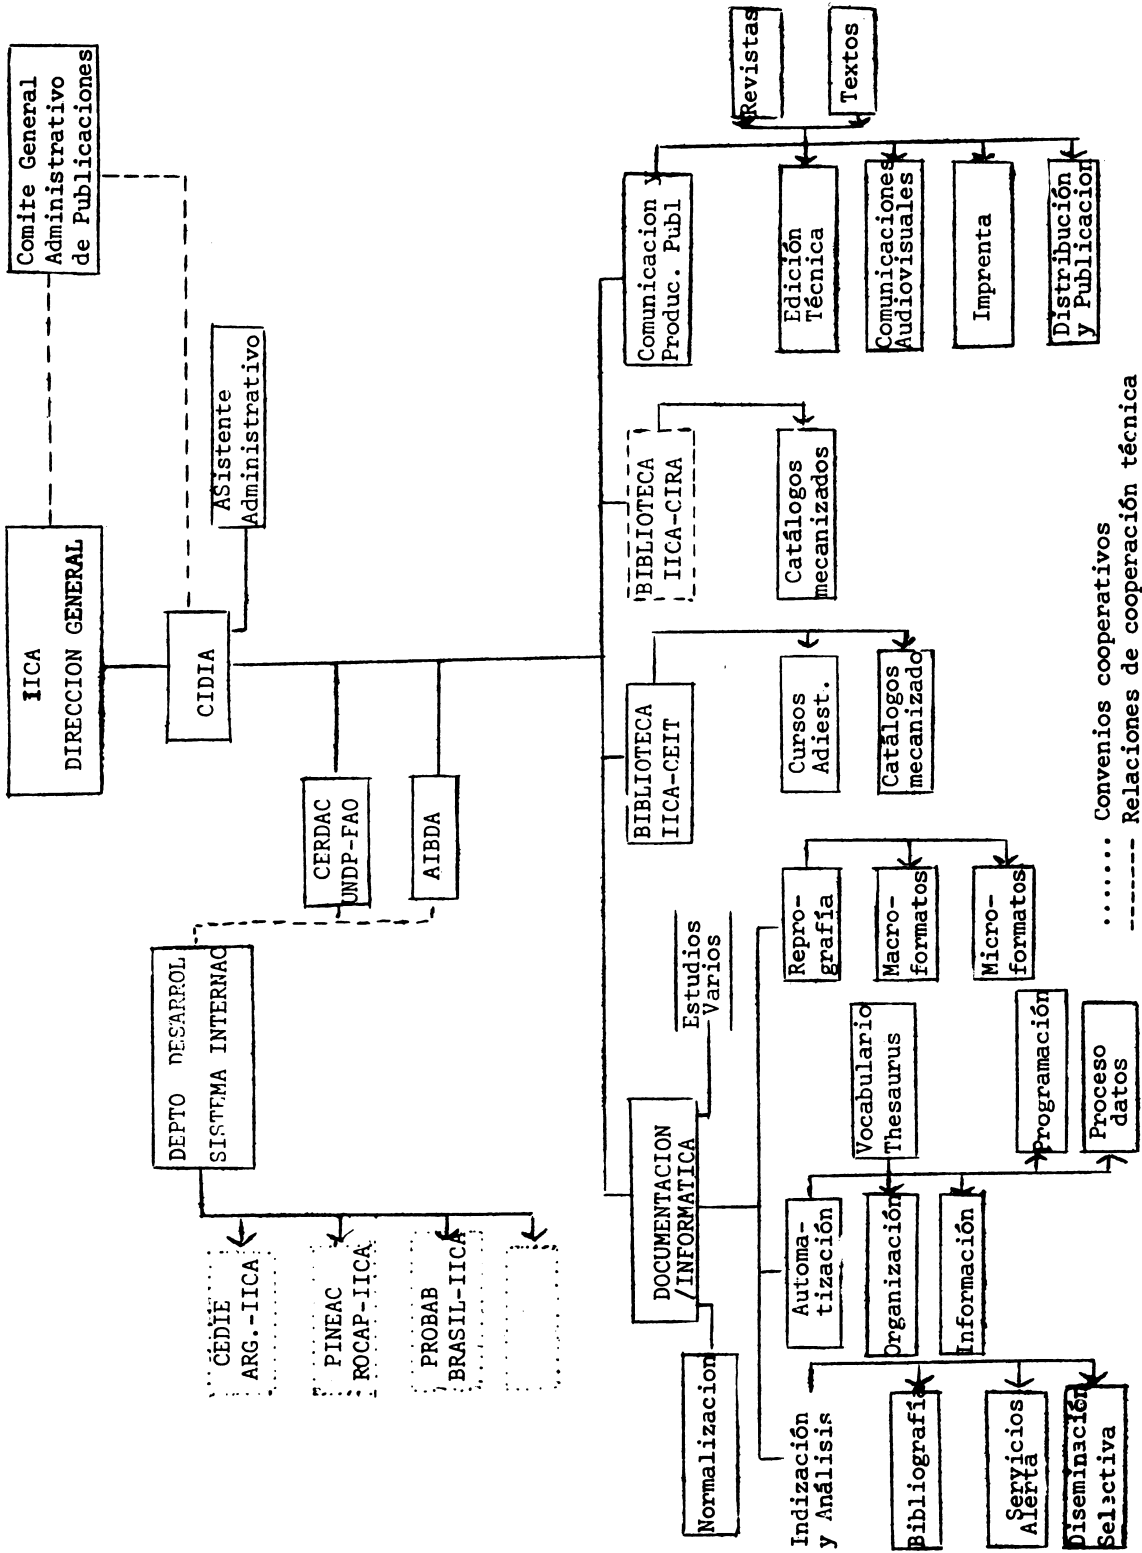 IICA
DIRECCION GENERAL
Comite General
Administrativo
de Publicaciones
CIDIA
ASistente
Administrativo
DEPTO DESARROL
SISTEMA INTERNAC
CERDAC
UNDP-FAO
AIBDA
CEDIE
ARG.-IICA
PINEAC
ROCAP-IICA
PROBAB
BRASIL-IICA
DOCUMENTACION
/INFORMATICA
BIBLIOTECA
IICA-CEIT
BIBLIOTECA
IICA-CIRA
Comunicacion y
Produc. Publ
Normalizacion
Estudios
Varios
Indización
y Análisis
Bibliografía
Servicios
Alerta
Diseminación
Selectiva
Automa-
tización
Vocabulario
Thesaurus
Organización
Información
Programación
Proceso
datos
Repro-
grafía
Macro-
formatos
Micro-
formatos
Cursos
Adiest.
Catálogos
mecanizado
Catálogos
mecanizados
Revistas
Textos
Edición
Técnica
Comunicaciones
Audiovisuales
Imprenta
Distribución
y Publicacion
....... Convenios cooperativos
------ Relaciones de cooperación técnica